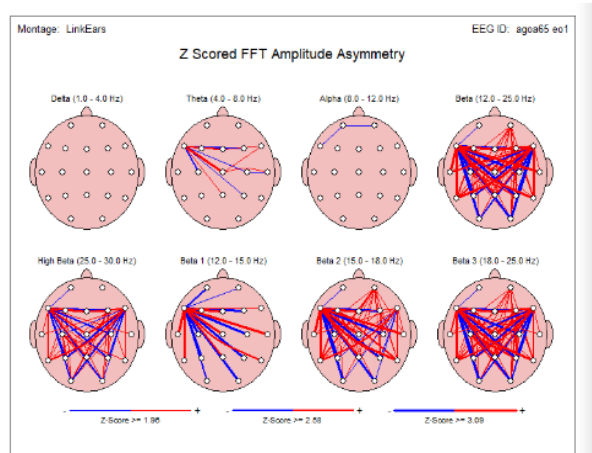 Montage: LinkEars EEG ID: agoa65 eo1
Z Scored FFT Amplitude Asymmetry
Delta (1.0 - 4.0 Hz) Theta (4.0 - 8.0 Hz) Alpha (8.0 - 12.0 Hz) Beta (12.0 - 25.0 Hz)
High Beta (25.0 - 30.0 Hz) Beta 1 (12.0 - 15.0 Hz) Beta 2 (15.0 - 18.0 Hz) Beta 3 (18.0 - 25.0 Hz)
- + - + - +
Z-Score >= 1.96 Z-Score >= 2.58 Z-Score >= 3.09